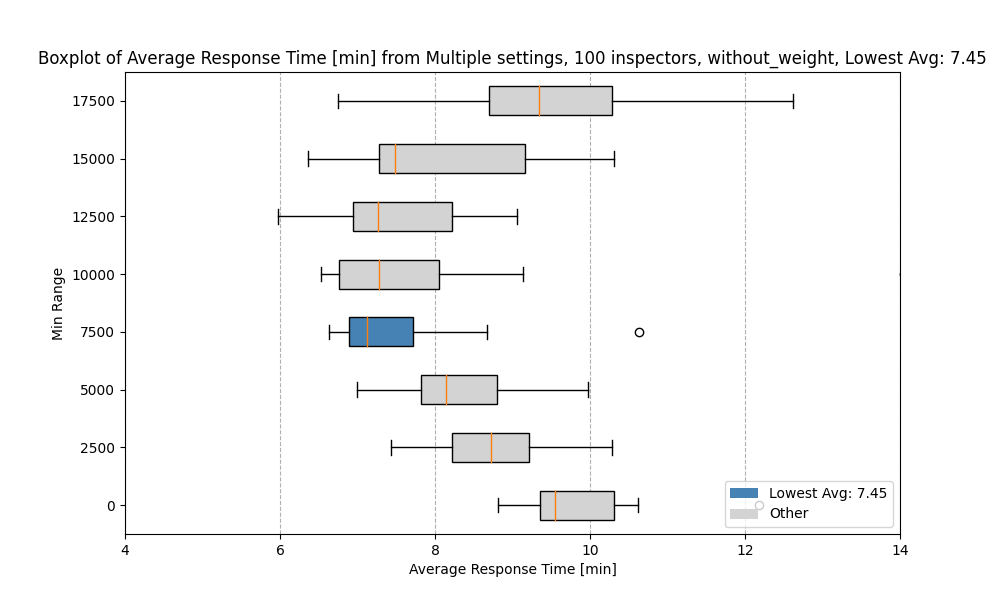 Boxplot of Average Response Time [min] from Multiple settings, 100 inspectors, without_weight, Lowest Avg: 7.45
17500
15000
12500
10000
7500
5000
2500
0
Min Range
Lowest Avg: 7.45
Other
4 6 8 10 12 14
Average Response Time [min]